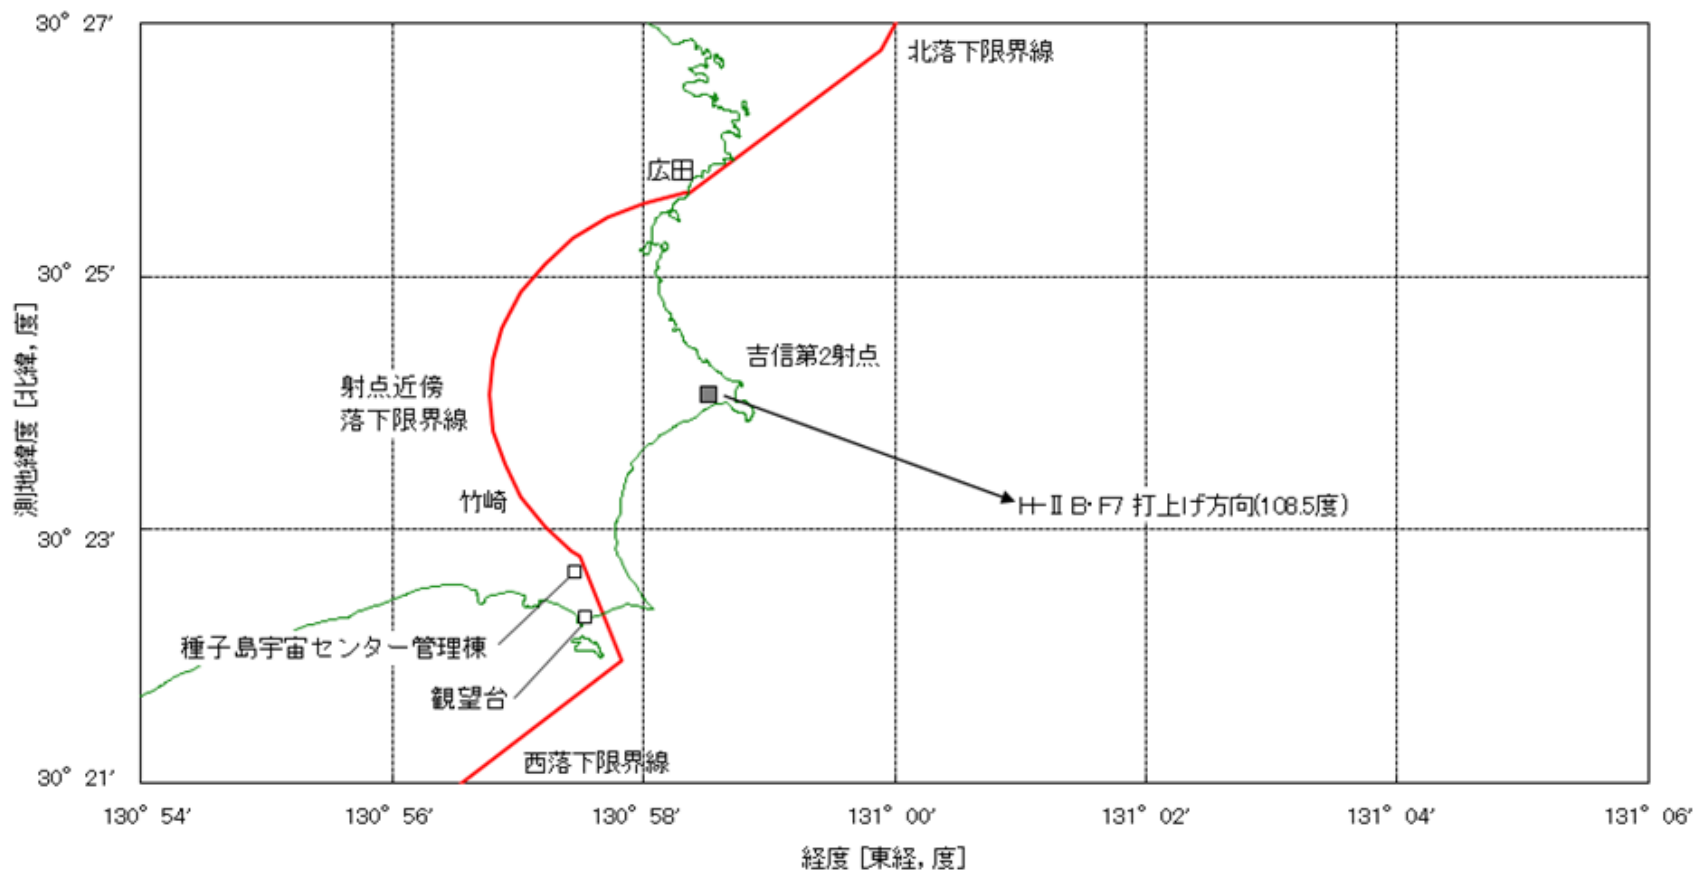 30° 27′
北落下限界線
広田
30° 25′
吉信第2射点
射点近傍
落下限界線
竹崎
H-ⅡB・F7 打上げ方向(108.5度)
30° 23′
種子島宇宙センター管理棟
観望台
西落下限界線
30° 21′
測地緯度 [北緯,度]
130° 54′
130° 56′
130° 58′
131° 00′
131° 02′
131° 04′
131° 06′
経度 [東経,度]